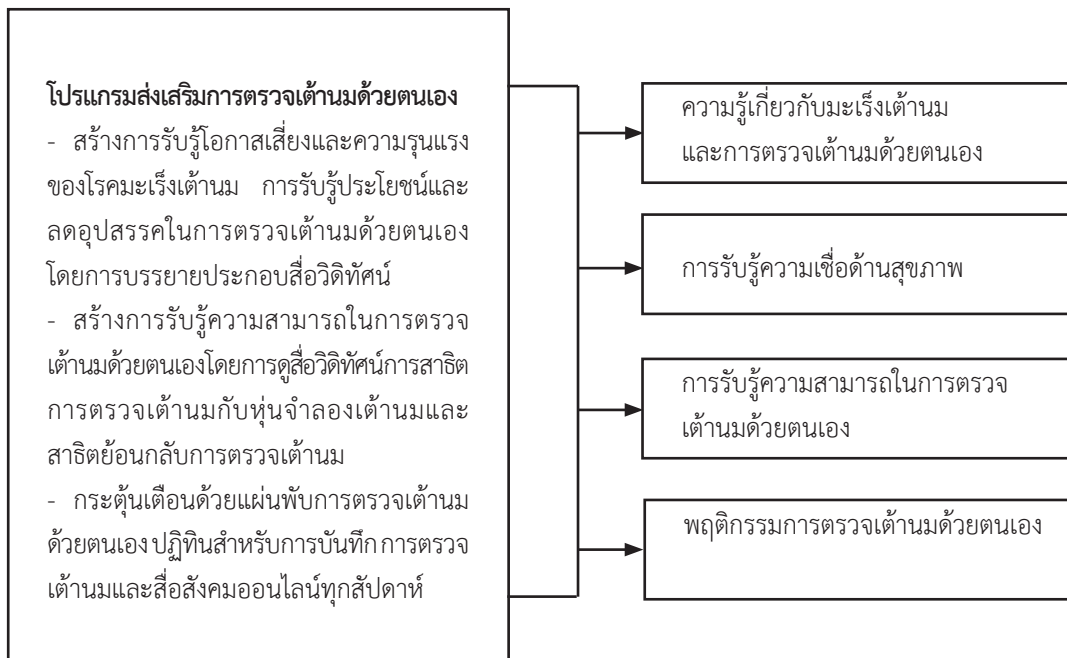 โปรแกรมส่งเสริมการตรวจเต้านมด้วยตนเอง
- สร้างการรับรู้โอกาสเสี่ยงและความรุนแรง
ของโรคมะเร็งเต้านม การรับรู้ประโยชน์และ
ลดอุปสรรคในการตรวจเต้านมด้วยตนเอง
โดยการบรรยายประกอบสื่อวิดิทัศน์
- สร้างการรับรู้ความสามารถในการตรวจ
เต้านมด้วยตนเองโดยการดูสื่อวิดิทัศน์การสาธิต
การตรวจเต้านมกับหุ่นจำลองเต้านมและ
สาธิตย้อนกลับการตรวจเต้านม
- กระตุ้นเตือนด้วยแผ่นพับการตรวจเต้านม
ด้วยตนเอง ปฏิทินสำหรับการบันทึก การตรวจ
เต้านมและสื่อสังคมออนไลน์ทุกสัปดาห์
ความรู้เกี่ยวกับมะเร็งเต้านม
และการตรวจเต้านมด้วยตนเอง
การรับรู้ความเชื่อด้านสุขภาพ
การรับรู้ความสามารถในการตรวจ
เต้านมด้วยตนเอง
พฤติกรรมการตรวจเต้านมด้วยตนเอง